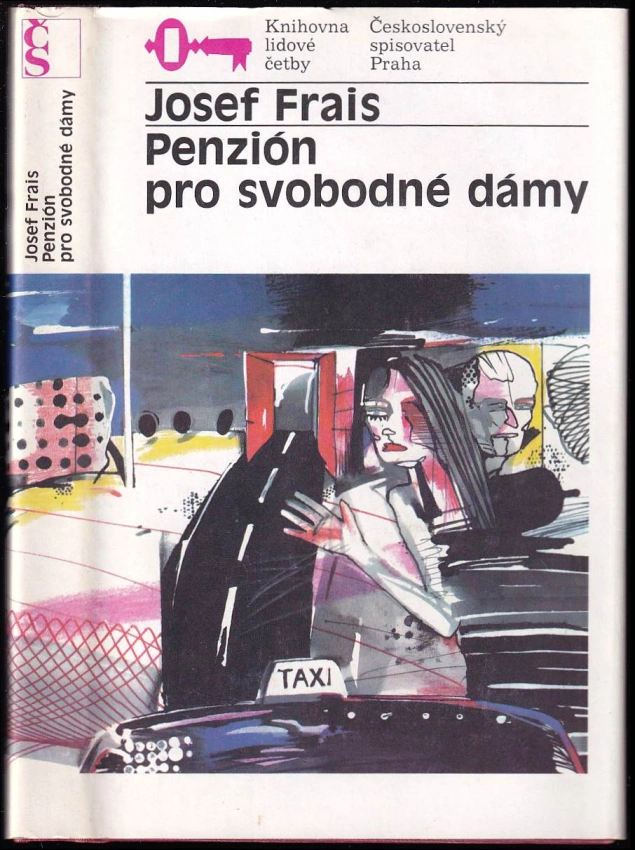 ČS
Josef Frais
Penzión
pro svobodné dámy
Knihovna
lidové
četby
Československý
spisovatel
Praha
Josef Frais
Penzión
pro svobodné dámy
TAXI